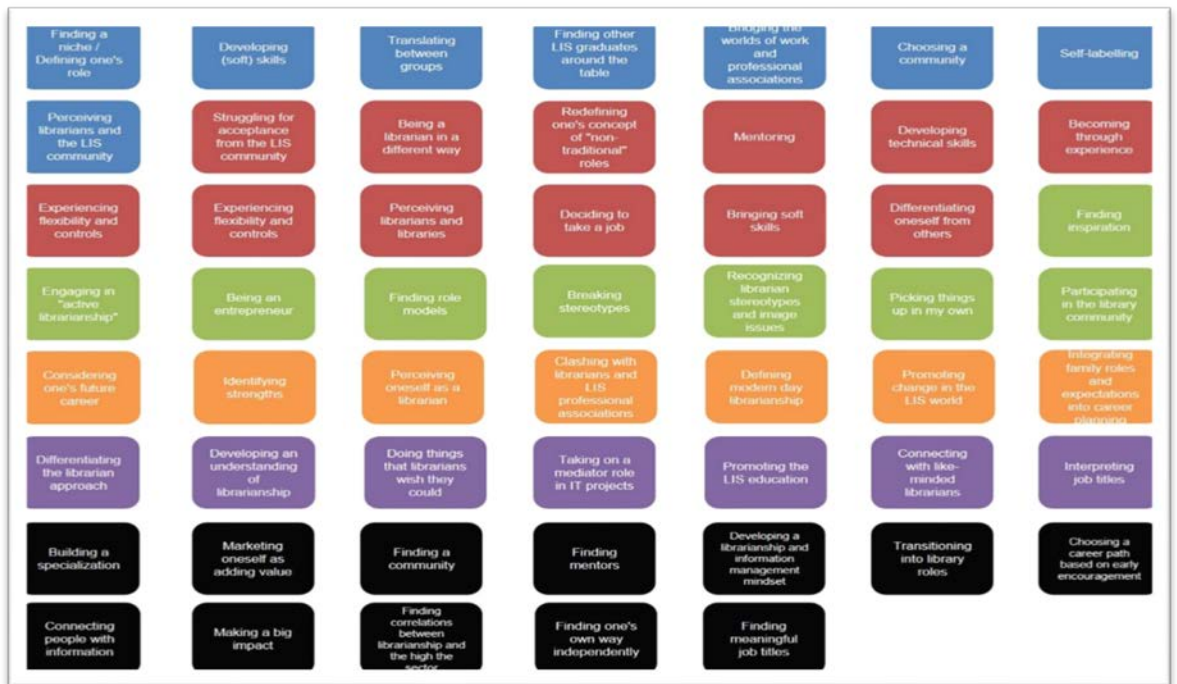 Finding a
niche /
Defining one's
role
Developing
(soft) skills
Translating
between
groups
Finding other
LIS graduates
around the
table
Bridging the
worlds of work
and
professional
associations
Choosing a
community
Self-labelling
Perceiving
librarians and
the LIS
community
Struggling for
acceptance
from the LIS
community
Being a
librarian in a
different way
Redefining
one's concept
of "non-
traditional"
roles
Mentoring
Developing
technical skills
Becoming
through
experience
Experiencing
flexibility and
controls
Experiencing
flexibility and
controls
Perceiving
librarians and
libraries
Deciding to
take a job
Bringing soft
skills
Differentiating
oneself from
others
Finding
inspiration
Engaging in
"active
librarianship"
Being an
entrepreneur
Finding role
models
Breaking
stereotypes
Recognizing
librarian
stereotypes
and image
issues
Picking things
up in my own
Participating
in the library
community
Considering
one's future
career
Identifying
strengths
Perceiving
oneself as a
librarian
Clashing with
librarians and
LIS
professional
associations
Defining
modern day
librarianship
Promoting
change in the
LIS world
Integrating
family roles
and
expectations
into career
planning
Differentiating
the librarian
approach
Developing an
understanding
of
librarianship
Doing things
that librarians
wish they
could
Taking on a
mediator role
in IT projects
Promoting the
LIS education
Connecting
with like-
minded
librarians
Interpreting
job titles
Building a
specialization
Marketing
oneself as
adding value
Finding a
community
Finding
mentors
Developing a
librarianship and
information
management
mindset
Transitioning
into library
roles
Choosing a
career path
based on early
encouragement
Connecting
people with
information
Making a big
impact
Finding
correlations
between
librarianship and
the high the
sector
Finding one's
own way
independently
Finding
meaningful
job titles